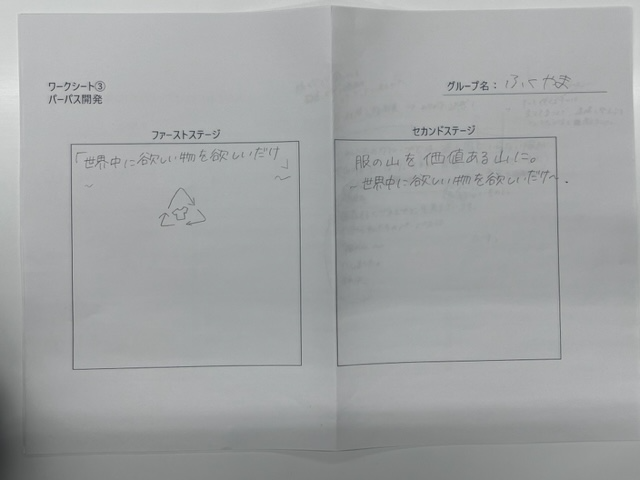 ワークシート③
パーパス開発
グループ名： ふくやま
ファーストステージ
「世界中に欲しい物を欲しいだけ」
セカンドステージ
服の山を価値ある山に。
~世界中に欲しい物を欲しいだけ~.